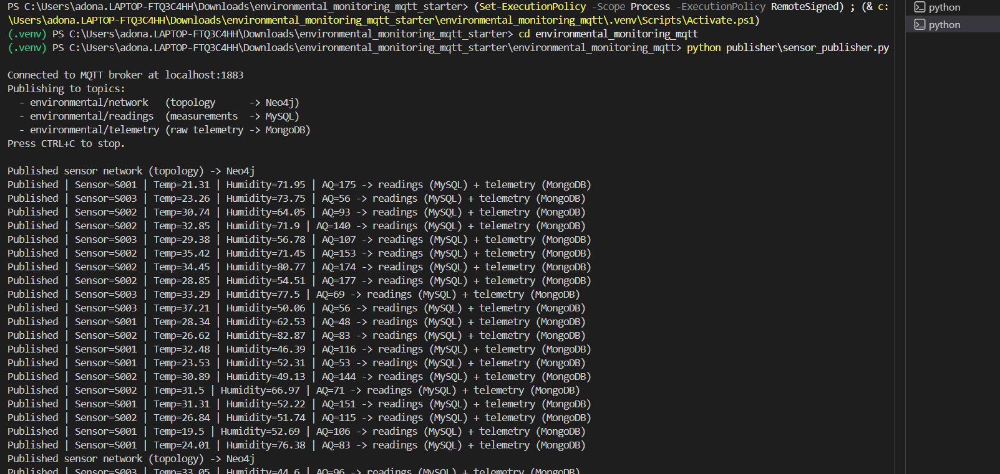 PS C:\Users\adona.LAPTOP-FTQ3C4HH\Downloads\environmental_monitoring_mqtt_starter> (Set-ExecutionPolicy -Scope Process -ExecutionPolicy RemoteSigned) ; (& c:
\Users\adona.LAPTOP-FTQ3C4HH\Downloads\environmental_monitoring_mqtt_starter\environmental_monitoring_mqtt\.venv\Scripts\Activate.ps1)
(.venv) PS C:\Users\adona.LAPTOP-FTQ3C4HH\Downloads\environmental_monitoring_mqtt_starter> cd environmental_monitoring_mqtt
(.venv) PS C:\Users\adona.LAPTOP-FTQ3C4HH\Downloads\environmental_monitoring_mqtt_starter\environmental_monitoring_mqtt> python publisher\sensor_publisher.py
Connected to MQTT broker at localhost:1883
Publishing to topics:
  - environmental/network   (topology      -> Neo4j)
  - environmental/readings  (measurements  -> MySQL)
  - environmental/telemetry (raw telemetry -> MongoDB)
Press CTRL+C to stop.
Published sensor network (topology) -> Neo4j
Published | Sensor=S001 | Temp=21.31 | Humidity=71.95 | AQ=175 -> readings (MySQL) + telemetry (MongoDB)
Published | Sensor=S003 | Temp=23.26 | Humidity=73.75 | AQ=56 -> readings (MySQL) + telemetry (MongoDB)
Published | Sensor=S002 | Temp=30.74 | Humidity=64.05 | AQ=93 -> readings (MySQL) + telemetry (MongoDB)
Published | Sensor=S002 | Temp=32.85 | Humidity=71.9 | AQ=140 -> readings (MySQL) + telemetry (MongoDB)
Published | Sensor=S003 | Temp=29.38 | Humidity=56.78 | AQ=107 -> readings (MySQL) + telemetry (MongoDB)
Published | Sensor=S002 | Temp=35.42 | Humidity=71.45 | AQ=153 -> readings (MySQL) + telemetry (MongoDB)
Published | Sensor=S002 | Temp=34.45 | Humidity=80.77 | AQ=174 -> readings (MySQL) + telemetry (MongoDB)
Published | Sensor=S002 | Temp=28.85 | Humidity=54.51 | AQ=177 -> readings (MySQL) + telemetry (MongoDB)
Published | Sensor=S003 | Temp=33.29 | Humidity=77.5 | AQ=69 -> readings (MySQL) + telemetry (MongoDB)
Published | Sensor=S003 | Temp=37.21 | Humidity=50.06 | AQ=56 -> readings (MySQL) + telemetry (MongoDB)
Published | Sensor=S001 | Temp=28.34 | Humidity=62.53 | AQ=48 -> readings (MySQL) + telemetry (MongoDB)
Published | Sensor=S002 | Temp=26.62 | Humidity=82.87 | AQ=83 -> readings (MySQL) + telemetry (MongoDB)
Published | Sensor=S001 | Temp=32.48 | Humidity=46.39 | AQ=116 -> readings (MySQL) + telemetry (MongoDB)
Published | Sensor=S001 | Temp=23.53 | Humidity=52.31 | AQ=53 -> readings (MySQL) + telemetry (MongoDB)
Published | Sensor=S002 | Temp=30.89 | Humidity=49.13 | AQ=144 -> readings (MySQL) + telemetry (MongoDB)
Published | Sensor=S002 | Temp=31.5 | Humidity=66.97 | AQ=71 -> readings (MySQL) + telemetry (MongoDB)
Published | Sensor=S001 | Temp=31.31 | Humidity=52.22 | AQ=151 -> readings (MySQL) + telemetry (MongoDB)
Published | Sensor=S002 | Temp=26.84 | Humidity=51.74 | AQ=115 -> readings (MySQL) + telemetry (MongoDB)
Published | Sensor=S001 | Temp=19.5 | Humidity=52.69 | AQ=106 -> readings (MySQL) + telemetry (MongoDB)
Published | Sensor=S001 | Temp=24.01 | Humidity=76.38 | AQ=83 -> readings (MySQL) + telemetry (MongoDB)
Published sensor network (topology) -> Neo4j
Published | Sensor=S003 | Temp=33.05 | Humidity=44.6 | AQ=96 -> readings (MySQL) + telemetry (MongoDB)
python
python